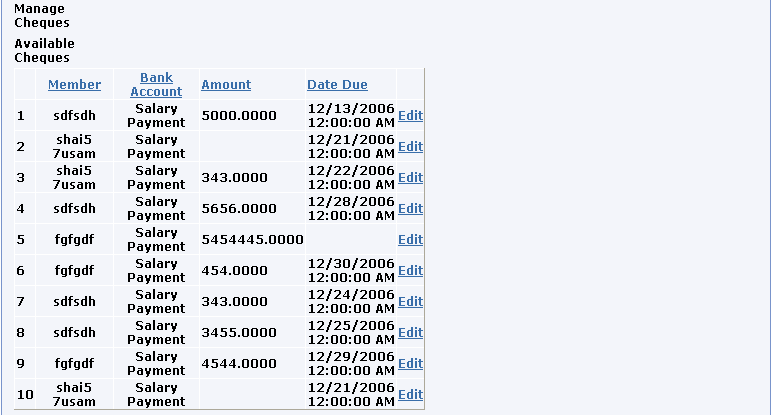 Manage
Cheques
Available
Cheques
Member Bank Account Amount Date Due
1 sdfsdh Salary Payment 5000.0000 12/13/2006 12:00:00 AM Edit
2 shai5 7usam Salary Payment 12/21/2006 12:00:00 AM Edit
3 shai5 7usam Salary Payment 343.0000 12/22/2006 12:00:00 AM Edit
4 sdfsdh Salary Payment 5656.0000 12/28/2006 12:00:00 AM Edit
5 fgfgdf Salary Payment 5454445.0000 Edit
6 fgfgdf Salary Payment 454.0000 12/30/2006 12:00:00 AM Edit
7 sdfsdh Salary Payment 343.0000 12/24/2006 12:00:00 AM Edit
8 sdfsdh Salary Payment 3455.0000 12/25/2006 12:00:00 AM Edit
9 fgfgdf Salary Payment 4544.0000 12/29/2006 12:00:00 AM Edit
10 shai5 7usam Salary Payment 12/21/2006 12:00:00 AM Edit